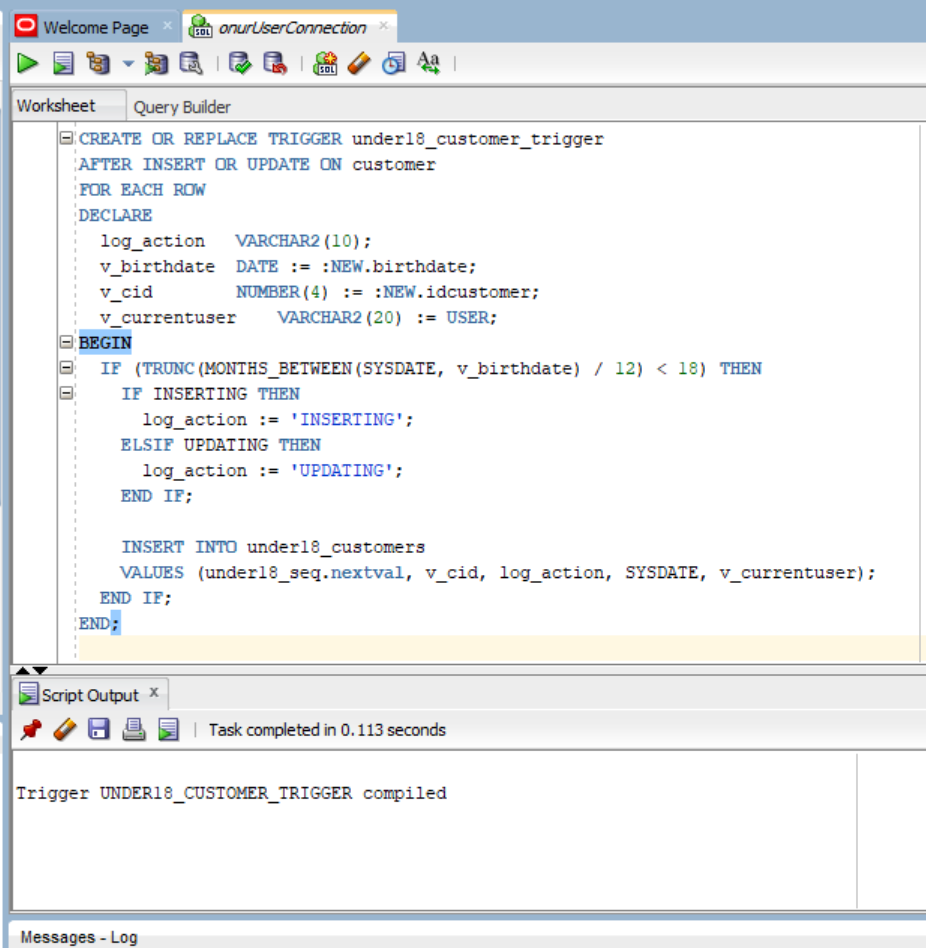 Welcome Page
onurUserConnection
Worksheet
Query Builder
CREATE OR REPLACE TRIGGER under18_customer_trigger
AFTER INSERT OR UPDATE ON customer
FOR EACH ROW
DECLARE
  log_action   VARCHAR2(10);
  v_birthdate  DATE := :NEW.birthdate;
  v_cid        NUMBER(4) := :NEW.idcustomer;
  v_currentuser    VARCHAR2(20) := USER;
BEGIN
  IF (TRUNC(MONTHS_BETWEEN(SYSDATE, v_birthdate) / 12) < 18) THEN
    IF INSERTING THEN
      log_action := 'INSERTING';
    ELSIF UPDATING THEN
      log_action := 'UPDATING';
    END IF;
    INSERT INTO under18_customers
    VALUES (under18_seq.nextval, v_cid, log_action, SYSDATE, v_currentuser);
  END IF;
END;
Script Output x
Task completed in 0.113 seconds
Trigger UNDER18_CUSTOMER_TRIGGER compiled
Messages - Log